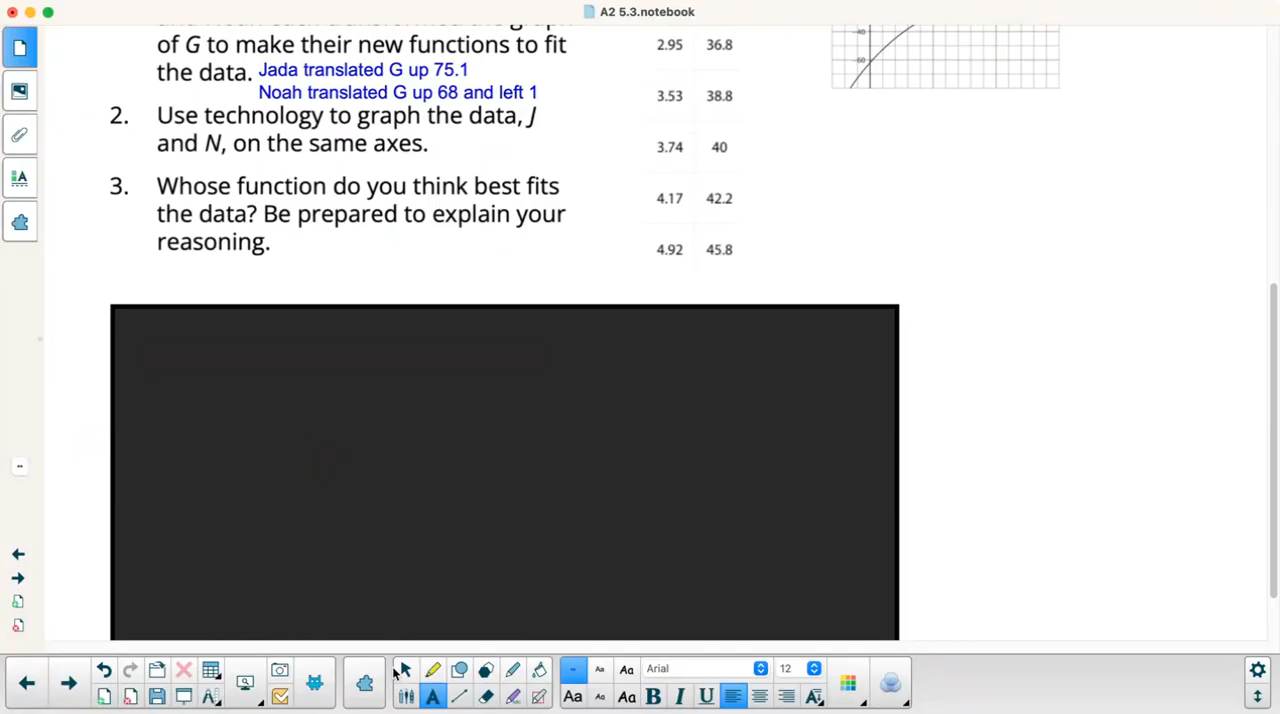 A2 5.3.notebook
of G to make their new functions to fit
the data. Jada translated G up 75.1
Noah translated G up 68 and left 1
2. Use technology to graph the data, J
and N, on the same axes.
3. Whose function do you think best fits
the data? Be prepared to explain your
reasoning.
2.95 36.8
3.53 38.8
3.74 40
4.17 42.2
4.92 45.8
-40
-60
Arial
12
Aa Aa
Aa Aa Aa B I U